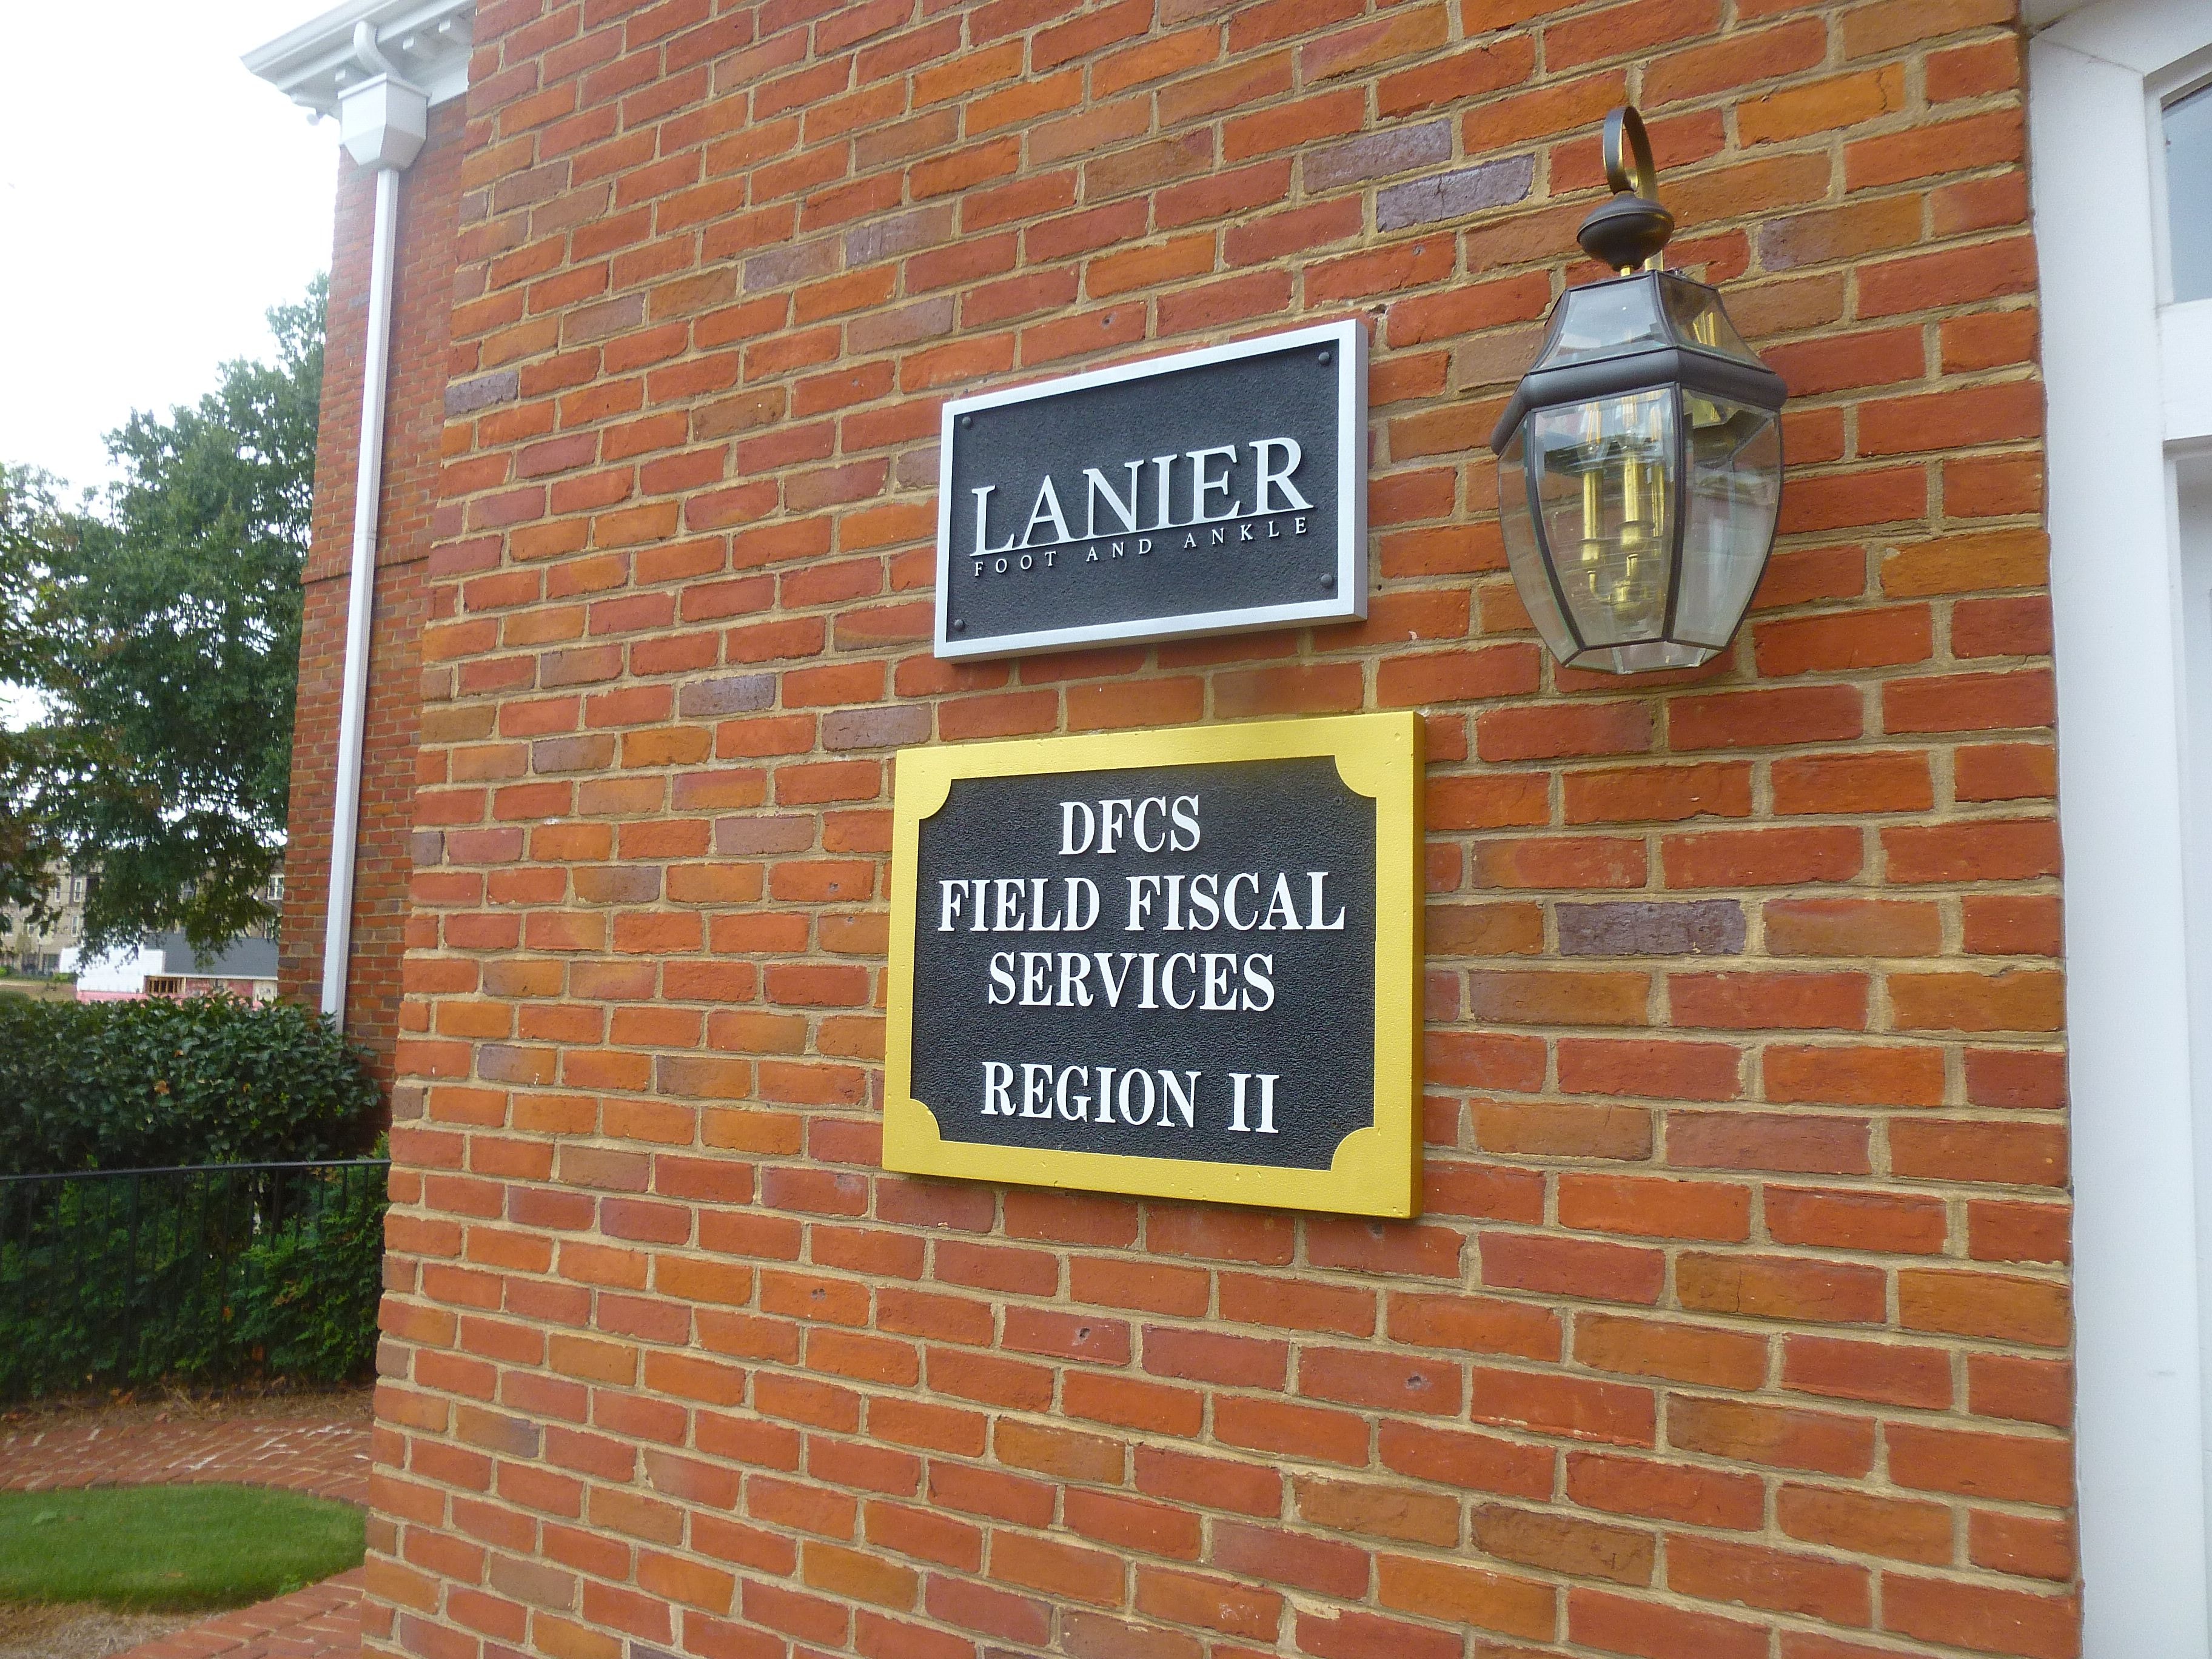 LANIER
FOOT AND ANKLE
DFCS
FIELD FISCAL
SERVICES
REGION II